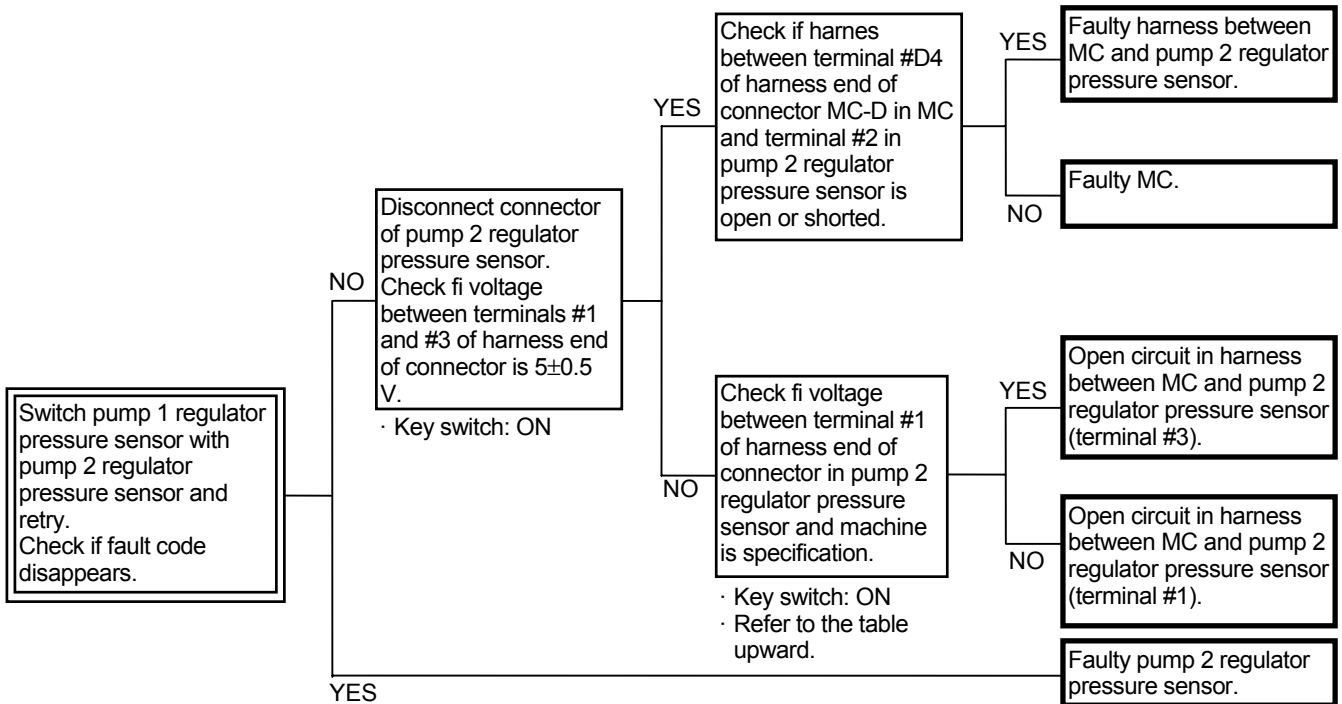 Switch pump 1 regulator
pressure sensor with
pump 2 regulator
pressure sensor and
retry.
Check if fault code
disappears.
NO
Disconnect connector
of pump 2 regulator
pressure sensor.
Check fi voltage
between terminals #1
and #3 of harness end
of connector is 5±0.5
V.
· Key switch: ON
YES
Check if harnes
between terminal #D4
of harness end of
connector MC-D in MC
and terminal #2 in
pump 2 regulator
pressure sensor is
open or shorted.
YES
Faulty harness between
MC and pump 2 regulator
pressure sensor.
NO
Faulty MC.
NO
Check fi voltage
between terminal #1
of harness end of
connector in pump 2
regulator pressure
sensor and machine
is specification.
· Key switch: ON
· Refer to the table
upward.
YES
Open circuit in harness
between MC and pump 2
regulator pressure sensor
(terminal #3).
NO
Open circuit in harness
between MC and pump 2
regulator pressure sensor
(terminal #1).
YES
Faulty pump 2 regulator
pressure sensor.